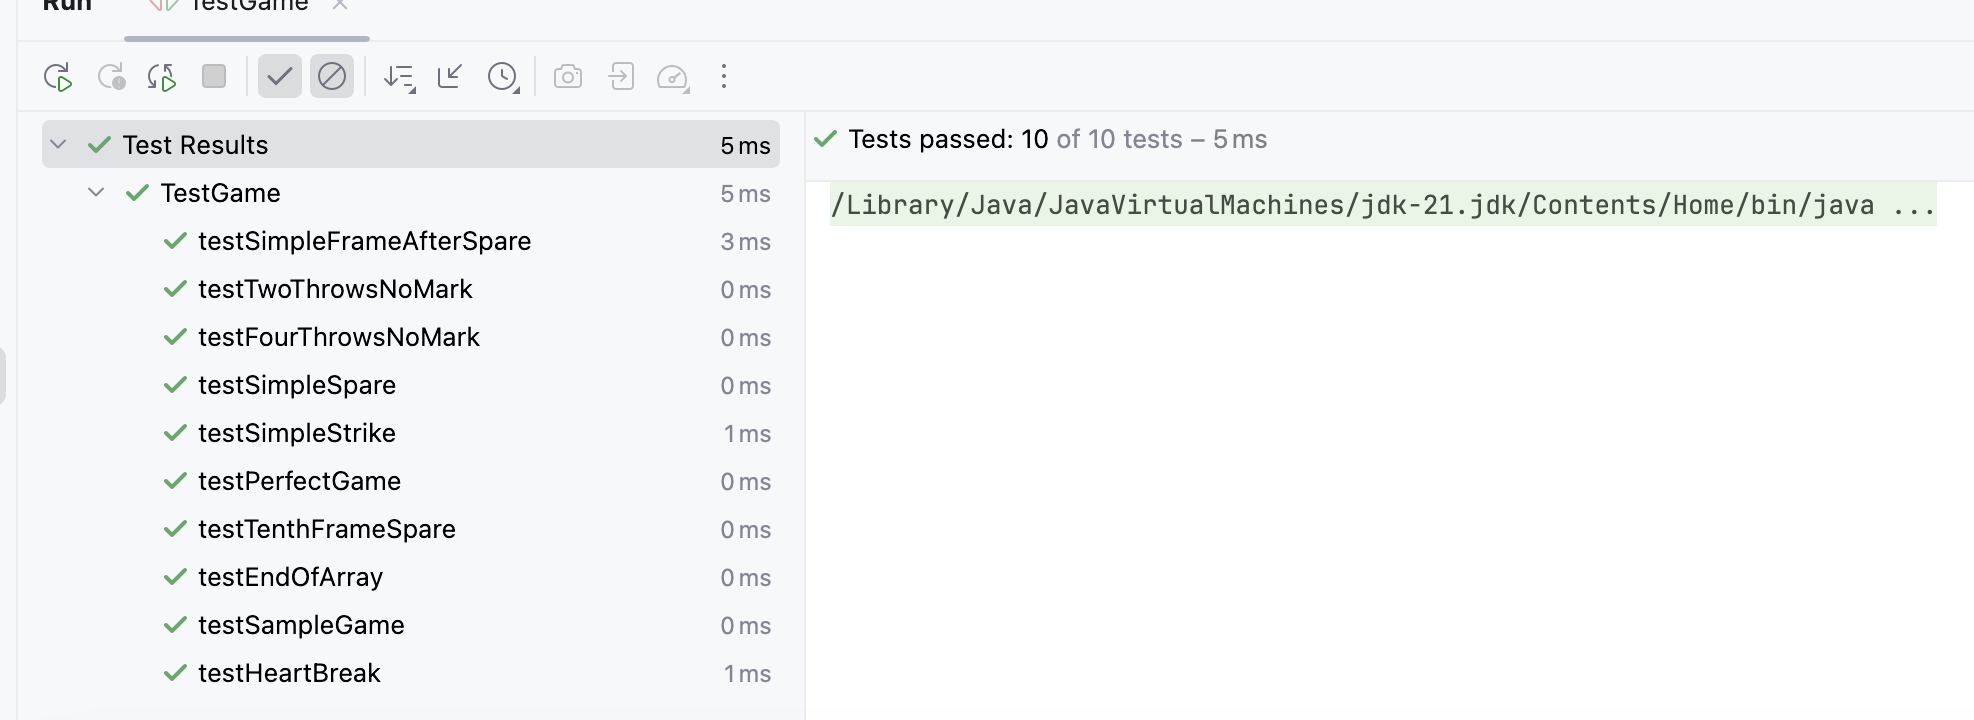 Run TestGame
Test Results 5 ms
TestGame 5 ms
testSimpleFrameAfterSpare 3 ms
testTwoThrowsNoMark 0 ms
testFourThrowsNoMark 0 ms
testSimpleSpare 0 ms
testSimpleStrike 1 ms
testPerfectGame 0 ms
testTenthFrameSpare 0 ms
testEndOfArray 0 ms
testSampleGame 0 ms
testHeartBreak 1 ms
Tests passed: 10 of 10 tests – 5 ms
/Library/Java/JavaVirtualMachines/jdk-21.jdk/Contents/Home/bin/java ...